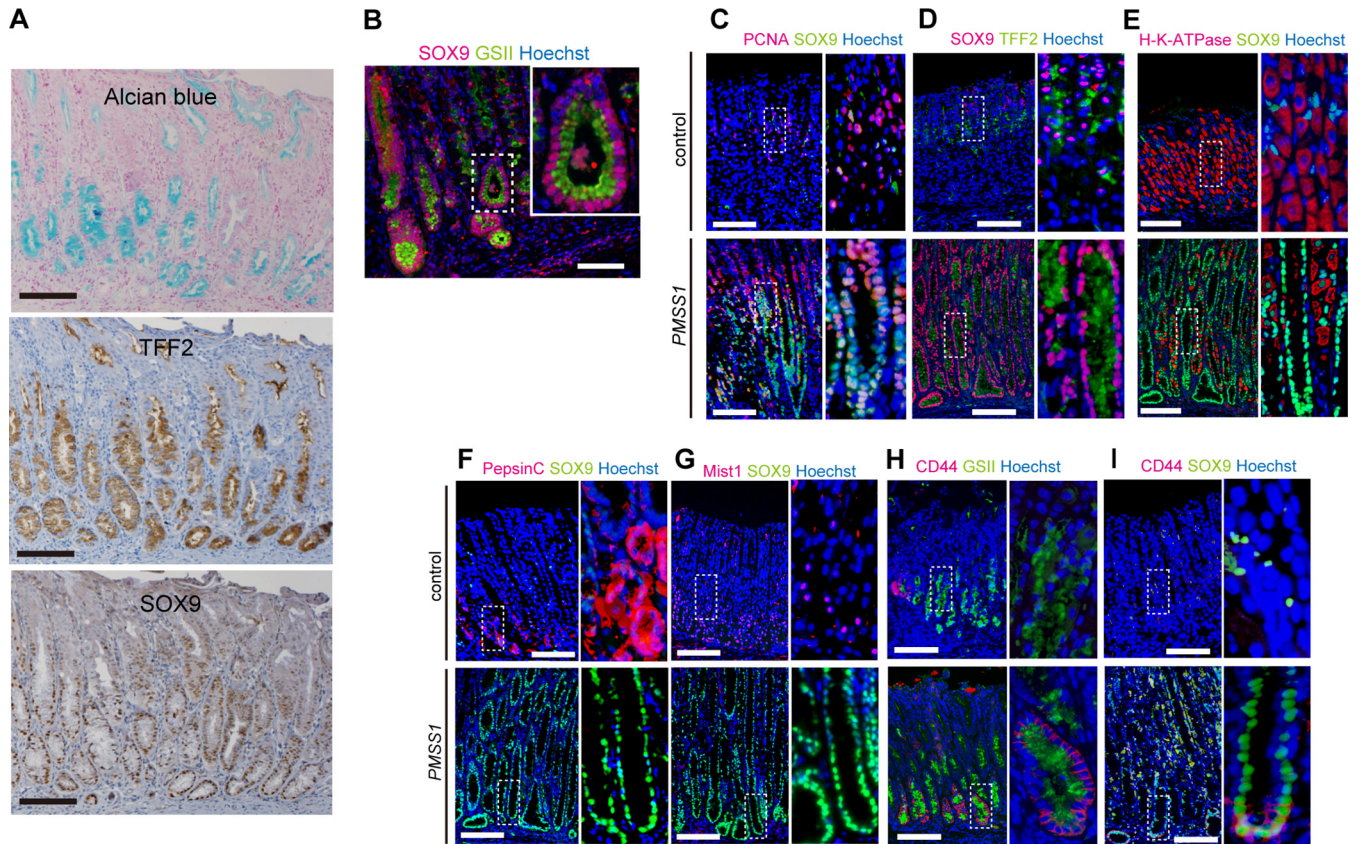 A
Alcian blue
TFF2
SOX9
B
SOX9 GSII Hoechst
C
PCNA SOX9 Hoechst
D
SOX9 TFF2 Hoechst
E
H-K-ATPase SOX9 Hoechst
control
PMSS1
F
PepsinC SOX9 Hoechst
G
Mist1 SOX9 Hoechst
H
CD44 GSII Hoechst
I
CD44 SOX9 Hoechst
control
PMSS1